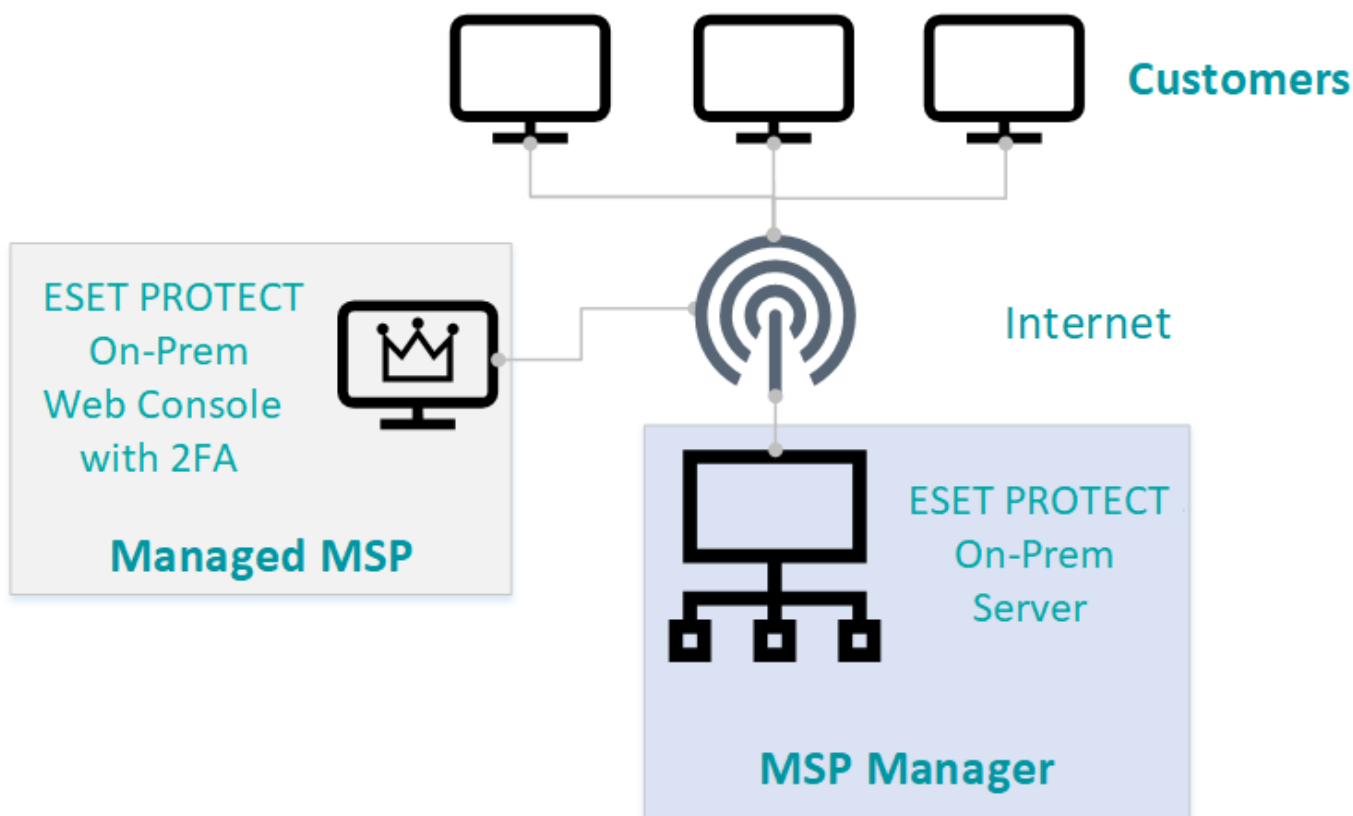 Customers
ESET PROTECT
On-Prem
Web Console
with 2FA
Managed MSP
Internet
ESET PROTECT
On-Prem
Server
MSP Manager